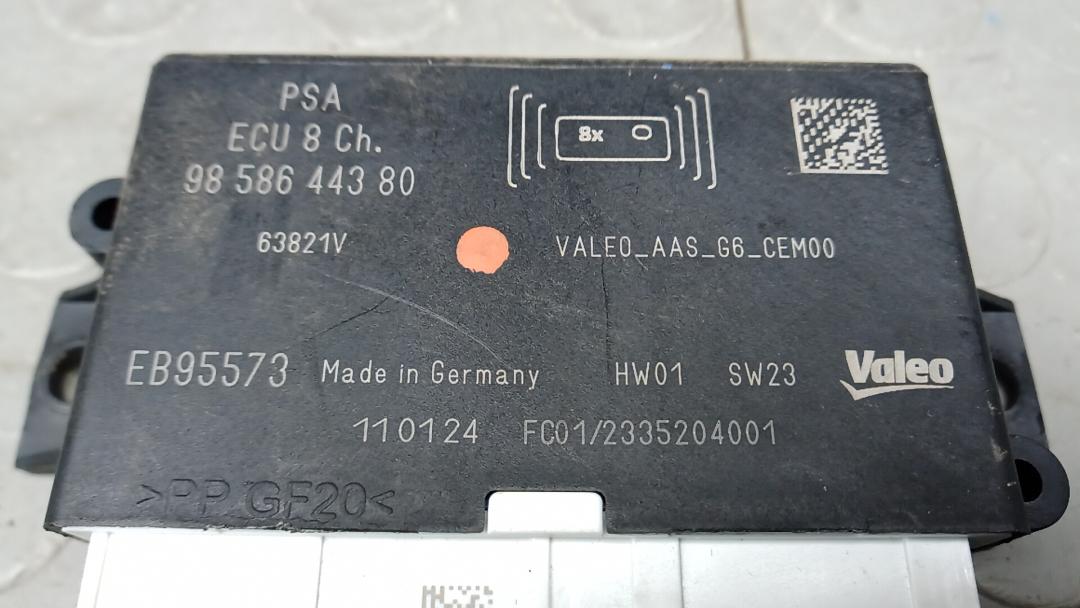 PSA
ECU 8 Ch.
98 586 443 80
8x
63821V
VALEO_AAS_G6_CEM00
EB95573 Made in Germany HW01 SW23 Valeo
110124 FC01/2335204001
>PP GF20<